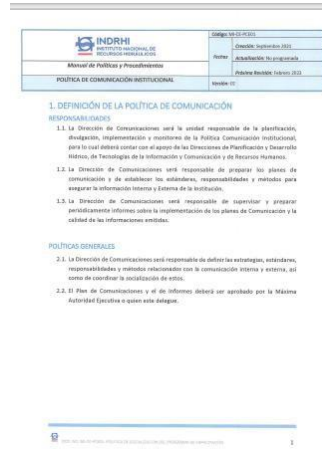 INDRHI
INSTITUTO NACIONAL DE
RECURSOS HIDRÁULICOS
Manual de Políticas y Procedimientos
POLÍTICA DE COMUNICACIÓN INSTITUCIONAL
Código:
Fechas
Creación: Septiembre 2021
Actualización: No programada
Próxima Revisión: Febrero 2022
Versión: 01
1. DEFINICIÓN DE LA POLÍTICA DE COMUNICACIÓN
RESPONSABILIDADES
1.1. La Dirección de Comunicaciones será la unidad responsable de la planificación,
divulgación, implementación y monitoreo de la Política Comunicación Institucional,
para lo cual deberá contar con el apoyo de las Direcciones de Planificación y Desarrollo
Hídrico, de Tecnologías de la Información y Comunicación y de Recursos Humanos.
1.2. La Dirección de Comunicaciones será responsable de preparar los planes de
comunicación y de establecer los estándares, responsabilidades y métodos para
asegurar la información Interna y Externa de la Institución.
1.3. La Dirección de Comunicaciones será responsable de supervisar y preparar
periódicamente informes sobre la implementación de los planes de Comunicación y la
calidad de las informaciones emitidas.
POLÍTICAS GENERALES
2.1. La Dirección de Comunicaciones será responsable de definir las estrategias, estándares,
responsabilidades y métodos relacionados con la comunicación interna y externa, así
como de coordinar la socialización de estos.
2.2. El Plan de Comunicaciones y el de Informes deberá ser aprobado por la Máxima
Autoridad Ejecutiva o quien este delegue.
1